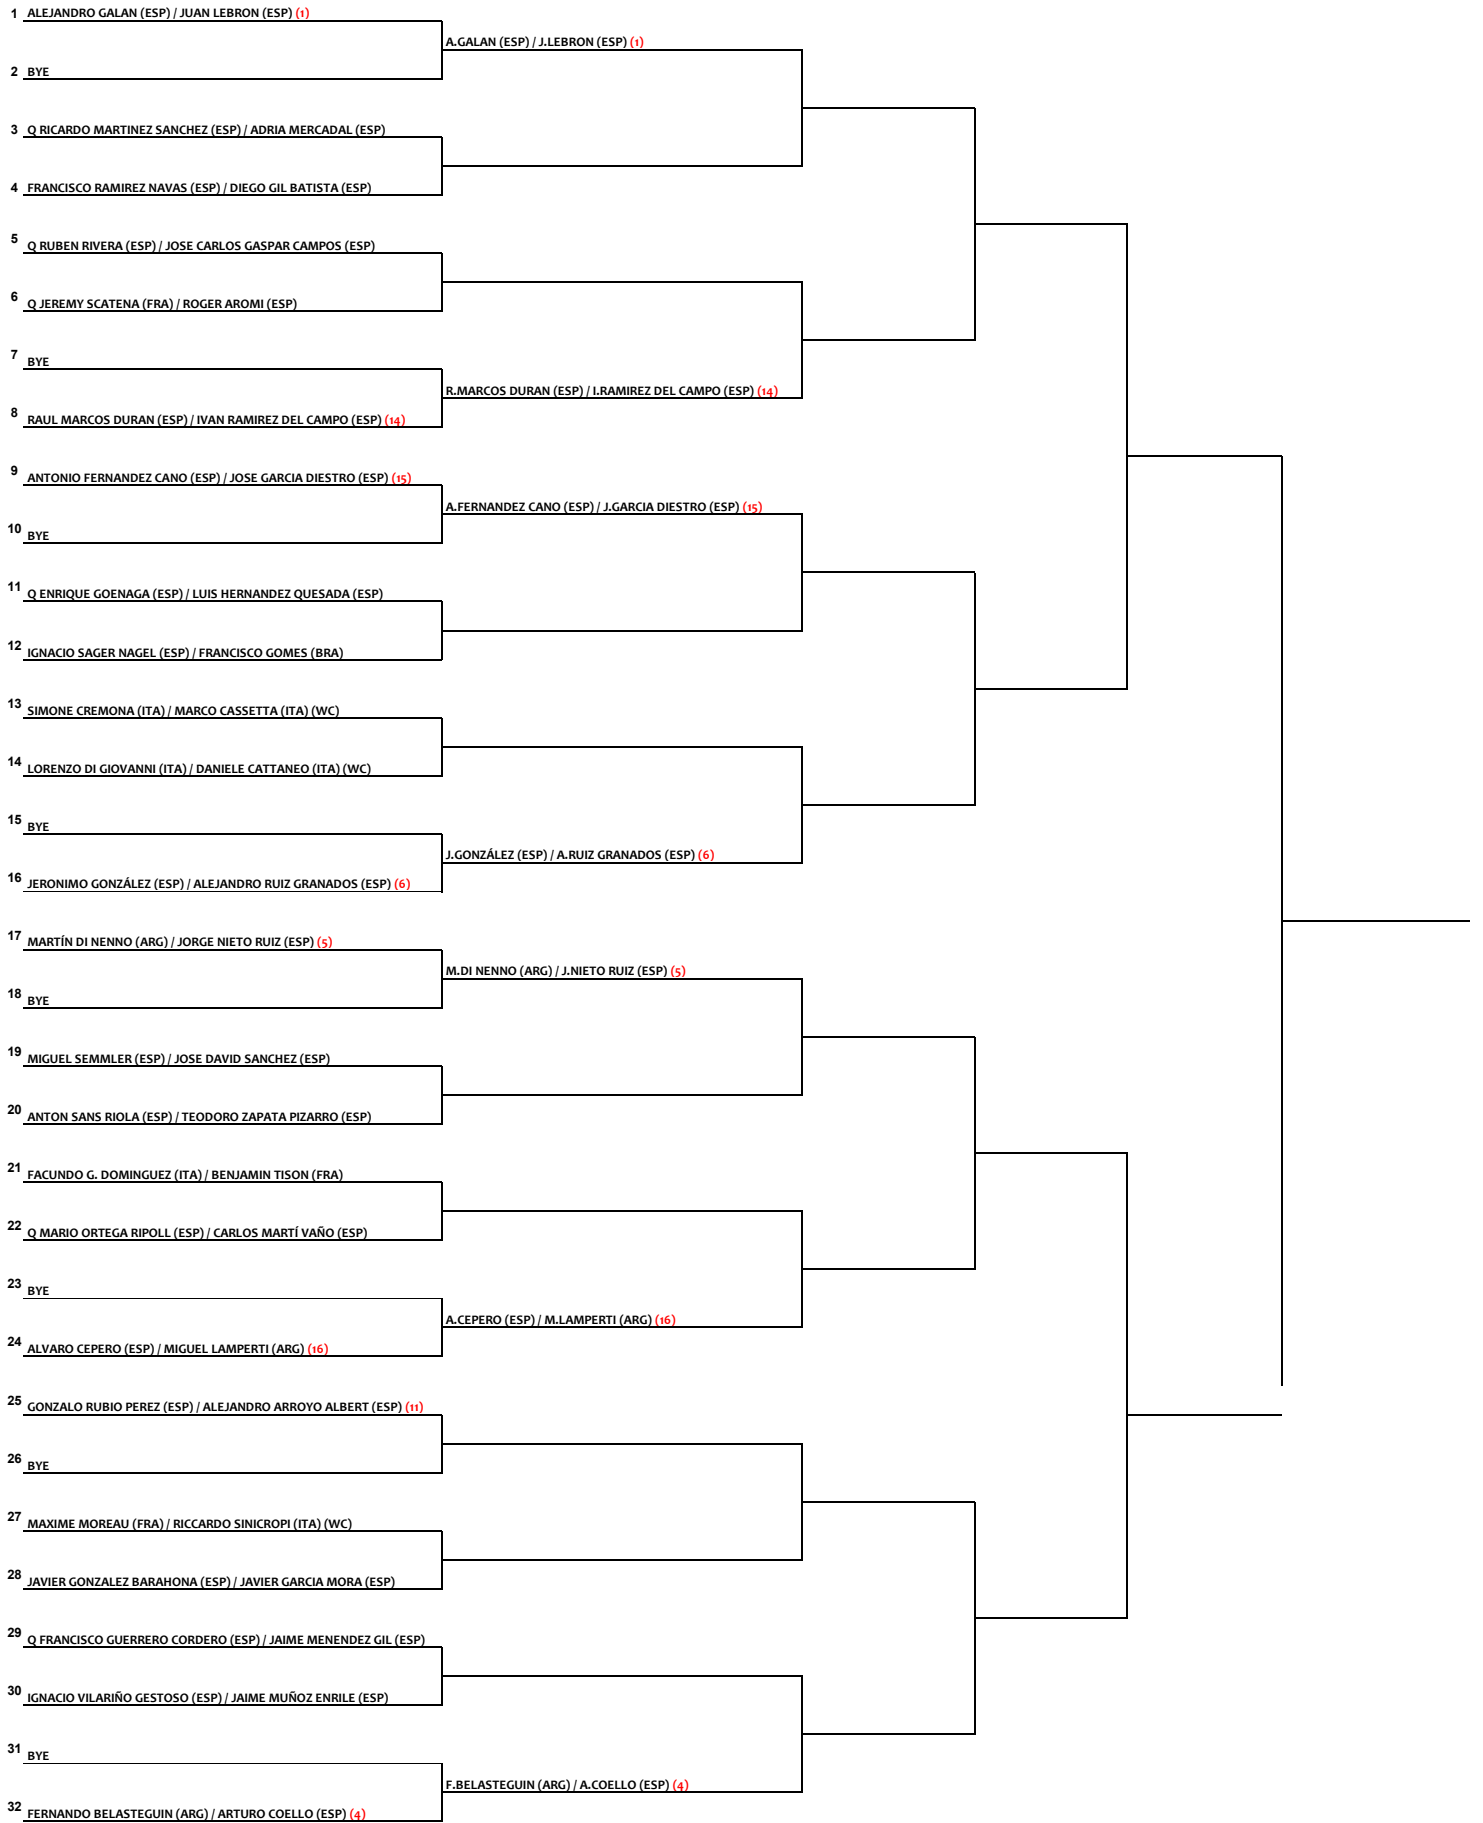 1 ALEJANDRO GALAN (ESP) / JUAN LEBRON (ESP) (1)
A.GALAN (ESP) / J.LEBRON (ESP) (1)
2 BYE
3 Q RICARDO MARTINEZ SANCHEZ (ESP) / ADRIA MERCADAL (ESP)
4 FRANCISCO RAMIREZ NAVAS (ESP) / DIEGO GIL BATISTA (ESP)
5 Q RUBEN RIVERA (ESP) / JOSE CARLOS GASPAR CAMPOS (ESP)
6 Q JEREMY SCATENA (FRA) / ROGER AROMI (ESP)
7 BYE
R.MARCOS DURAN (ESP) / I.RAMIREZ DEL CAMPO (ESP) (14)
8 RAUL MARCOS DURAN (ESP) / IVAN RAMIREZ DEL CAMPO (ESP) (14)
9 ANTONIO FERNANDEZ CANO (ESP) / JOSE GARCIA DIESTRO (ESP) (15)
A.FERNANDEZ CANO (ESP) / J.GARCIA DIESTRO (ESP) (15)
10 BYE
11 Q ENRIQUE GOENAGA (ESP) / LUIS HERNANDEZ QUESADA (ESP)
12 IGNACIO SAGER NAGEL (ESP) / FRANCISCO GOMES (BRA)
13 SIMONE CREMONA (ITA) / MARCO CASSETTA (ITA) (WC)
14 LORENZO DI GIOVANNI (ITA) / DANIELE CATTANEO (ITA) (WC)
15 BYE
J.GONZÁLEZ (ESP) / A.RUIZ GRANADOS (ESP) (6)
16 JERONIMO GONZÁLEZ (ESP) / ALEJANDRO RUIZ GRANADOS (ESP) (6)
17 MARTÍN DI NENNO (ARG) / JORGE NIETO RUIZ (ESP) (5)
M.DI NENNO (ARG) / J.NIETO RUIZ (ESP) (5)
18 BYE
19 MIGUEL SEMMLER (ESP) / JOSE DAVID SANCHEZ (ESP)
20 ANTON SANS RIOLA (ESP) / TEODORO ZAPATA PIZARRO (ESP)
21 FACUNDO G. DOMINGUEZ (ITA) / BENJAMIN TISON (FRA)
22 Q MARIO ORTEGA RIPOLL (ESP) / CARLOS MARTÍ VAÑO (ESP)
23 BYE
A.CEPERO (ESP) / M.LAMPERTI (ARG) (16)
24 ALVARO CEPERO (ESP) / MIGUEL LAMPERTI (ARG) (16)
25 GONZALO RUBIO PEREZ (ESP) / ALEJANDRO ARROYO ALBERT (ESP) (11)
26 BYE
27 MAXIME MOREAU (FRA) / RICCARDO SINICROPI (ITA) (WC)
28 JAVIER GONZALEZ BARAHONA (ESP) / JAVIER GARCIA MORA (ESP)
29 Q FRANCISCO GUERRERO CORDERO (ESP) / JAIME MENENDEZ GIL (ESP)
30 IGNACIO VILARIÑO GESTOSO (ESP) / JAIME MUÑOZ ENRILE (ESP)
31 BYE
F.BELASTEGUIN (ARG) / A.COELLO (ESP) (4)
32 FERNANDO BELASTEGUIN (ARG) / ARTURO COELLO (ESP) (4)